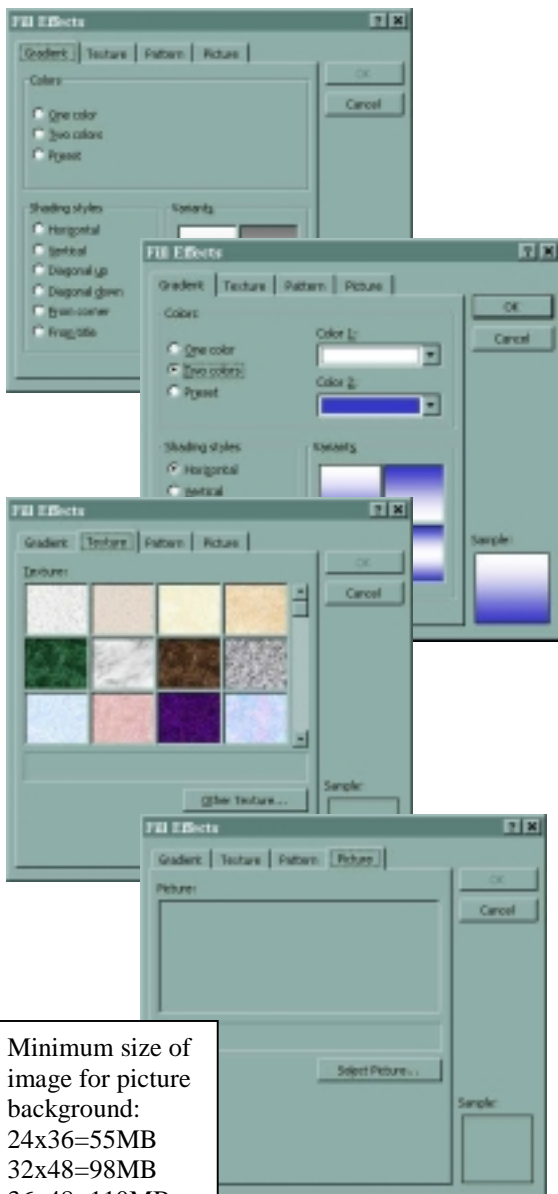 Fill Effects
Gradient Texture Pattern Picture
Colors
One color
Two colors
Preset
OK
Cancel
Shading styles
Horizontal
Vertical
Diagonal up
Diagonal down
From corner
From title
Variants
Fill Effects
Gradient Texture Pattern Picture
Colors
One color
Two colors
Preset
Color 1:
Color 2:
OK
Cancel
Shading styles
Horizontal
Vertical
Variants
Sample:
Fill Effects
Gradient Texture Pattern Picture
Texture:
OK
Cancel
Other Texture...
Sample:
Fill Effects
Gradient Texture Pattern Picture
Picture:
OK
Cancel
Select Picture...
Sample:
Minimum size of
image for picture
background:
24x36=55MB
32x48=98MB